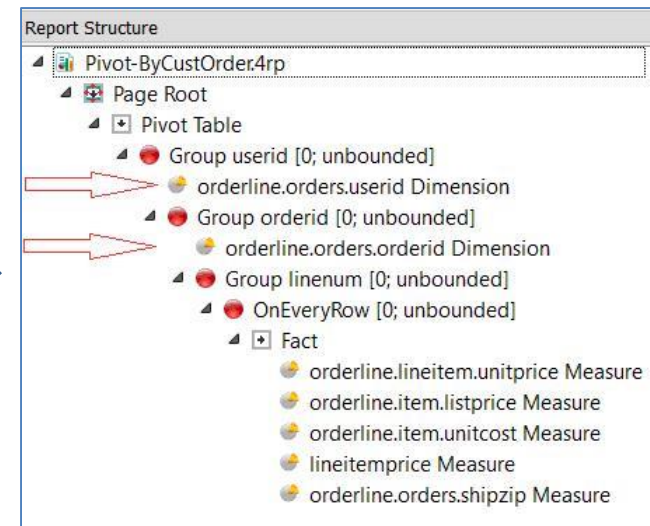 Report Structure
Pivot-ByCustOrder.4rp
Page Root
Pivot Table
Group userid [0; unbounded]
orderline.orders.userid Dimension
Group orderid [0; unbounded]
orderline.orders.orderid Dimension
Group linenum [0; unbounded]
OnEveryRow [0; unbounded]
Fact
orderline.lineitem.unitprice Measure
orderline.item.listprice Measure
orderline.item.unitcost Measure
lineitemprice Measure
orderline.orders.shipzip Measure